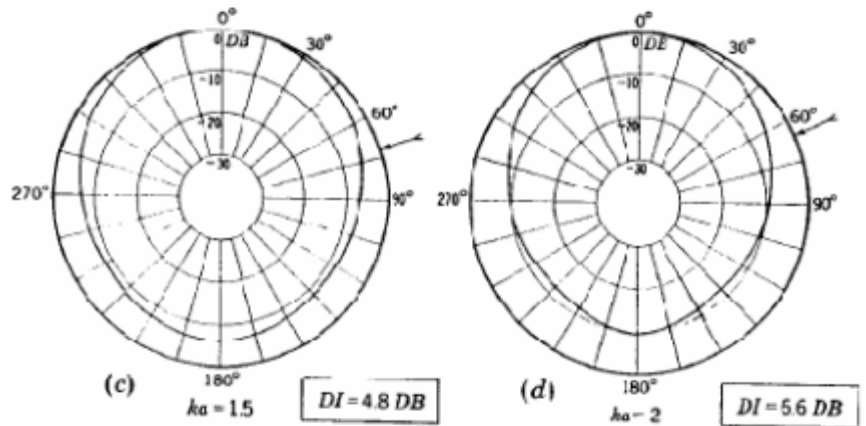 0°
0 DB
30°
-10
60°
-20
-30
270°
90°
180°
(c)
ka = 1.5
DI = 4.8 DB
0°
0 DB
30°
-10
60°
-20
-30
270°
90°
180°
(d)
ka - 2
DI = 5.6 DB